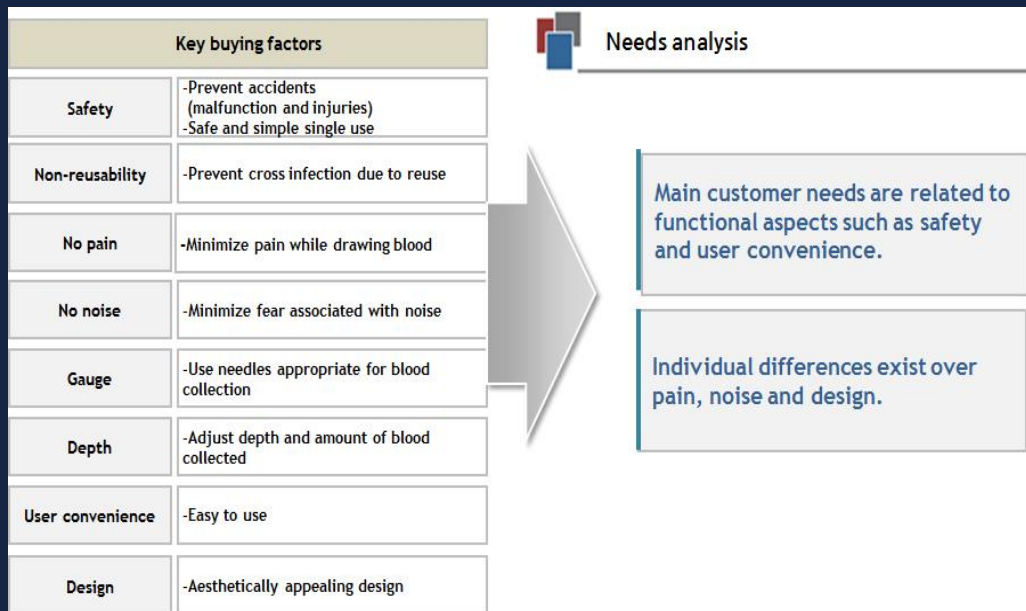 Key buying factors
Safety
-Prevent accidents
(malfunction and injuries)
-Safe and simple single use
Non-reusability
-Prevent cross infection due to reuse
No pain
-Minimize pain while drawing blood
No noise
-Minimize fear associated with noise
Gauge
-Use needles appropriate for blood
collection
Depth
-Adjust depth and amount of blood
collected
User convenience
-Easy to use
Design
-Aesthetically appealing design
Needs analysis
Main customer needs are related to
functional aspects such as safety
and user convenience.
Individual differences exist over
pain, noise and design.